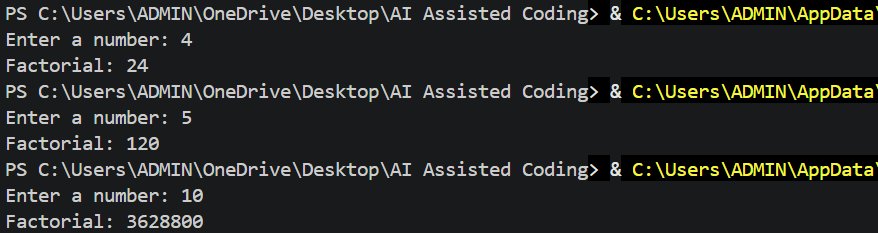 PS C:\Users\ADMIN\OneDrive\Desktop\AI Assisted Coding> & C:\Users\ADMIN\AppData\
Enter a number: 4
Factorial: 24
PS C:\Users\ADMIN\OneDrive\Desktop\AI Assisted Coding> & C:\Users\ADMIN\AppData\
Enter a number: 5
Factorial: 120
PS C:\Users\ADMIN\OneDrive\Desktop\AI Assisted Coding> & C:\Users\ADMIN\AppData\
Enter a number: 10
Factorial: 3628800